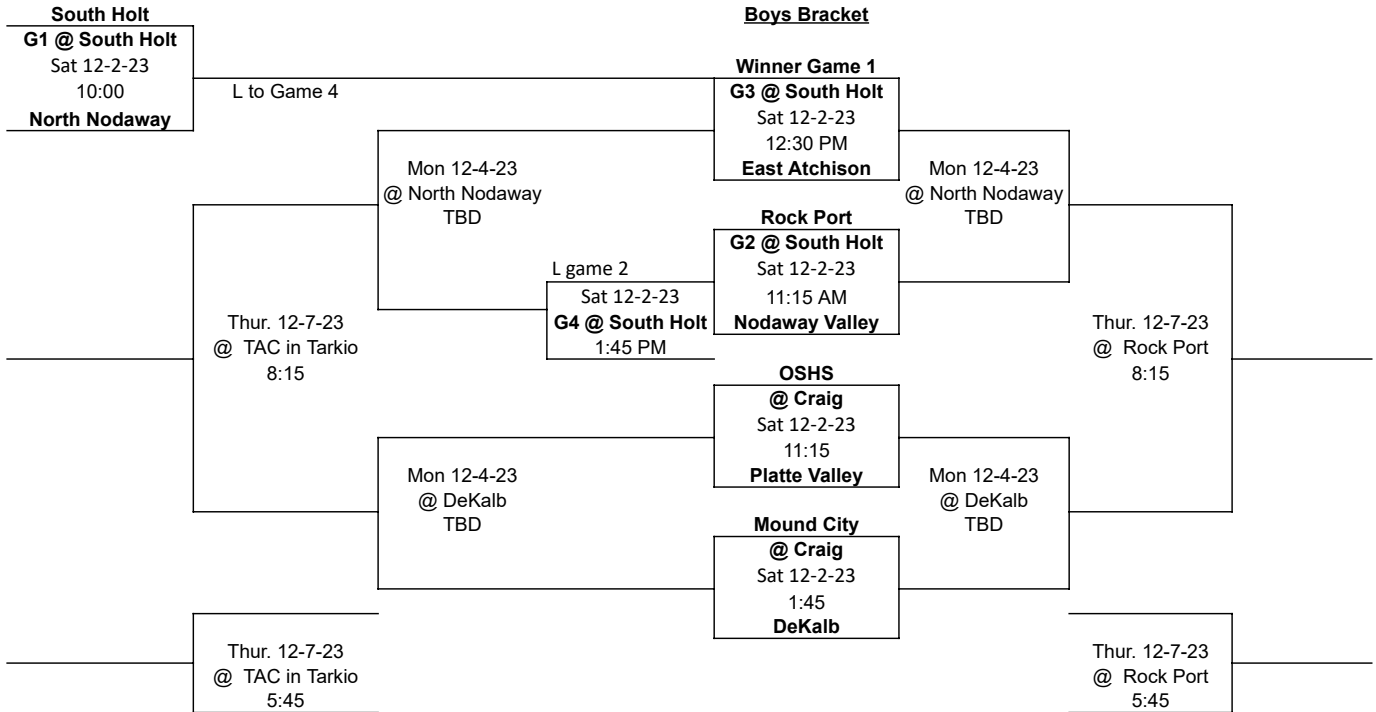 South Holt
G1 @ South Holt
Sat 12-2-23
10:00
North Nodaway
L to Game 4
Boys Bracket
Winner Game 1
G3 @ South Holt
Sat 12-2-23
12:30 PM
East Atchison
Mon 12-4-23
@ North Nodaway
TBD
Mon 12-4-23
@ North Nodaway
TBD
Rock Port
G2 @ South Holt
Sat 12-2-23
11:15 AM
Nodaway Valley
L game 2
Sat 12-2-23
G4 @ South Holt
1:45 PM
Thur. 12-7-23
@ TAC in Tarkio
8:15
Thur. 12-7-23
@ Rock Port
8:15
OSHS
@ Craig
Sat 12-2-23
11:15
Platte Valley
Mon 12-4-23
@ DeKalb
TBD
Mon 12-4-23
@ DeKalb
TBD
Mound City
@ Craig
Sat 12-2-23
1:45
DeKalb
Thur. 12-7-23
@ TAC in Tarkio
5:45
Thur. 12-7-23
@ Rock Port
5:45